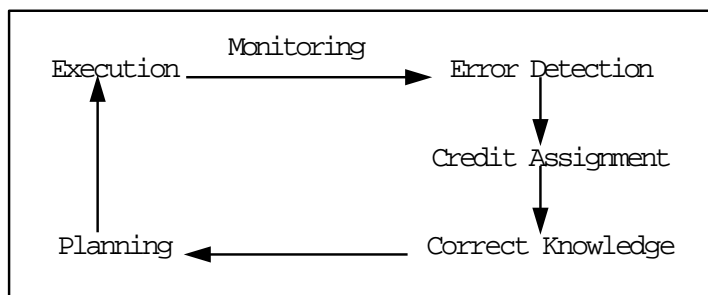 Monitoring
Execution
Error Detection
Credit Assignment
Planning
Correct Knowledge